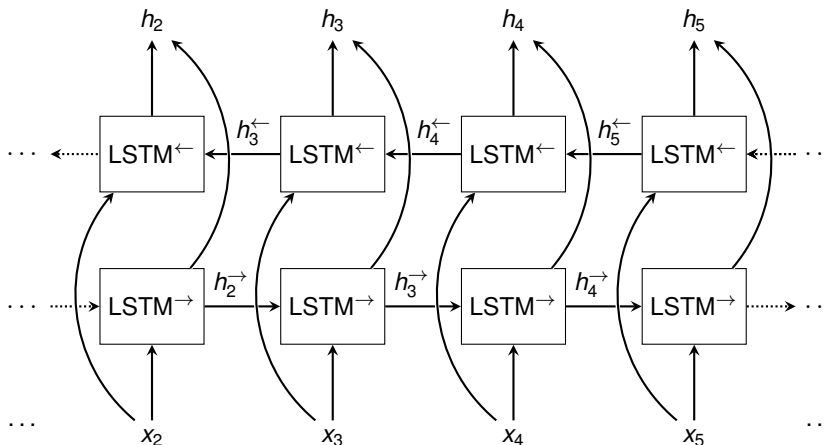 h₂ h₃ h₄ h₅
h₃← h₄← h₅←
··· LSTM← LSTM← LSTM← LSTM← ··
h₂→ h₃→ h₄→
··· LSTM→ LSTM→ LSTM→ LSTM→ ··
··· x₂ x₃ x₄ x₅ ··